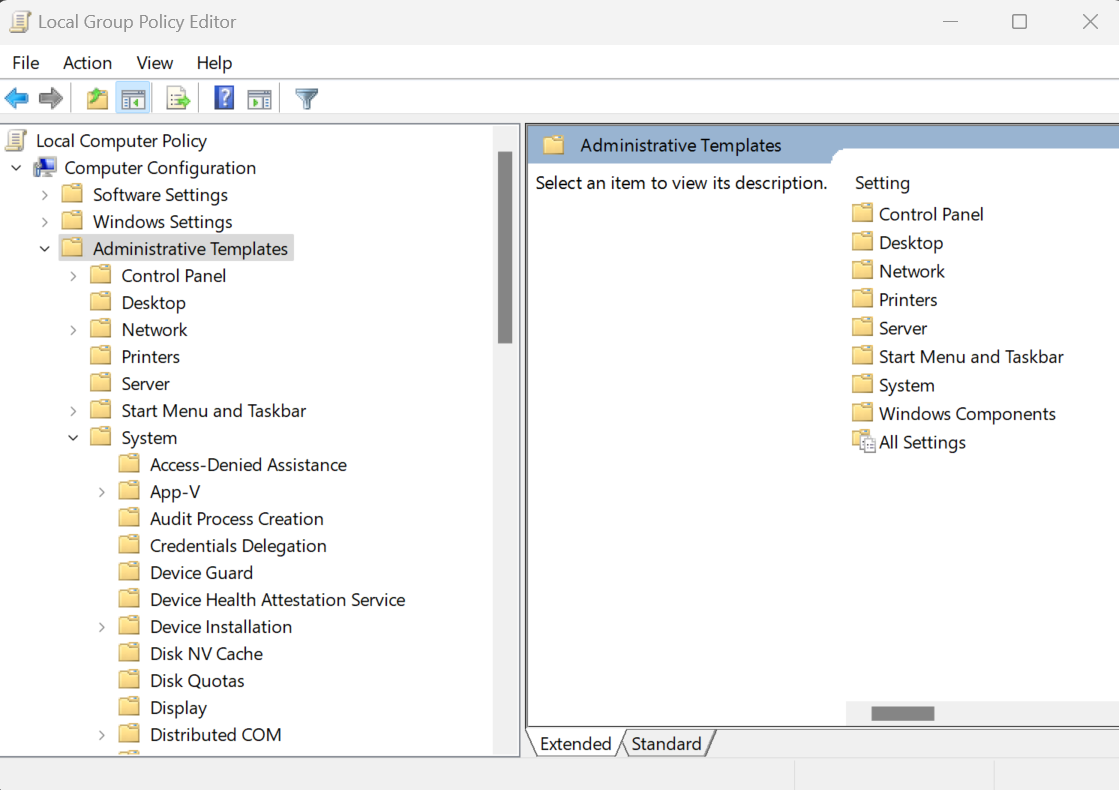 Local Group Policy Editor
File Action View Help
Local Computer Policy
Computer Configuration
Software Settings
Windows Settings
Administrative Templates
Control Panel
Desktop
Network
Printers
Server
Start Menu and Taskbar
System
Access-Denied Assistance
App-V
Audit Process Creation
Credentials Delegation
Device Guard
Device Health Attestation Service
Device Installation
Disk NV Cache
Disk Quotas
Display
Distributed COM
Administrative Templates
Select an item to view its description.
Setting
Control Panel
Desktop
Network
Printers
Server
Start Menu and Taskbar
System
Windows Components
All Settings
Extended Standard